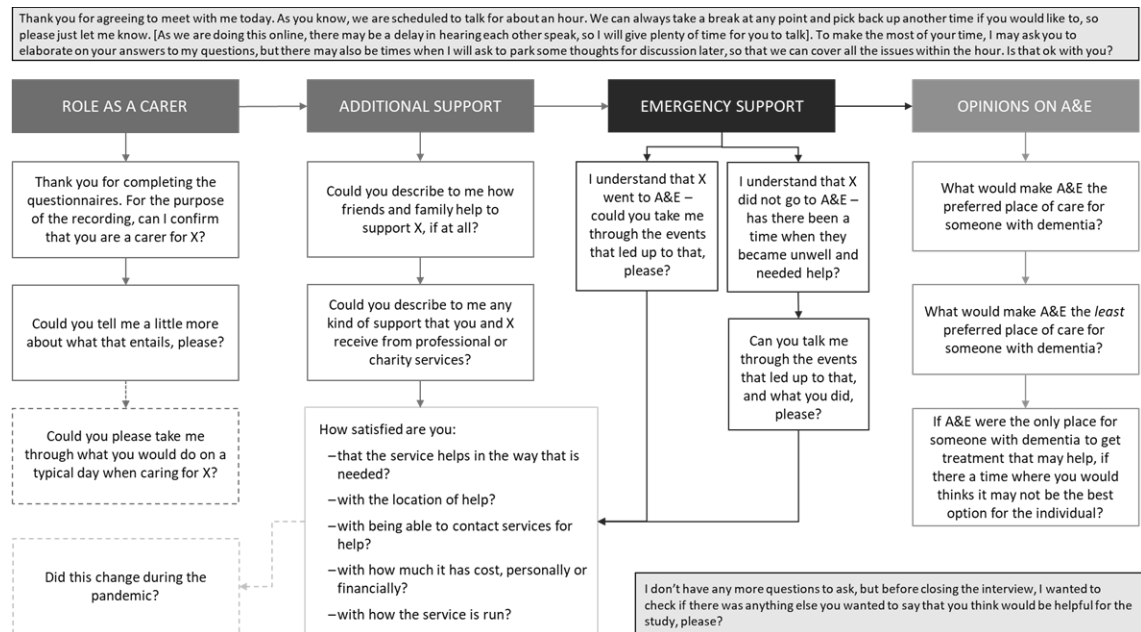 Thank you for agreeing to meet with me today. As you know, we are scheduled to talk for about an hour. We can always take a break at any point and pick back up another time if you would like to, so
please just let me know. [As we are doing this online, there may be a delay in hearing each other speak, so I will give plenty of time for you to talk]. To make the most of your time, I may ask you to
elaborate on your answers to my questions, but there may also be times when I will ask to park some thoughts for discussion later, so that we can cover all the issues within the hour. Is that ok with you?
ROLE AS A CARER
Thank you for completing the
questionnaires. For the purpose
of the recording, can I confirm
that you are a carer for X?
Could you tell me a little more
about what that entails, please?
Could you please take me
through what you would do on a
typical day when caring for X?
Did this change during the
pandemic?
ADDITIONAL SUPPORT
Could you describe to me how
friends and family help to
support X, if at all?
Could you describe to me any
kind of support that you and X
receive from professional or
charity services?
How satisfied are you:
–that the service helps in the way that is
needed?
–with the location of help?
–with being able to contact services for
help?
–with how much it has cost, personally or
financially?
–with how the service is run?
EMERGENCY SUPPORT
I understand that X
went to A&E –
could you take me
through the events
that led up to that,
please?
I understand that X
did not go to A&E –
has there been a
time when they
became unwell and
needed help?
Can you talk me
through the events
that led up to that,
and what you did,
please?
OPINIONS ON A&E
What would make A&E the
preferred place of care for
someone with dementia?
What would make A&E the least
preferred place of care for
someone with dementia?
If A&E were the only place for
someone with dementia to get
treatment that may help, if
there a time where you would
thinks it may not be the best
option for the individual?
I don't have any more questions to ask, but before closing the interview, I wanted to
check if there was anything else you wanted to say that you think would be helpful for the
study, please?